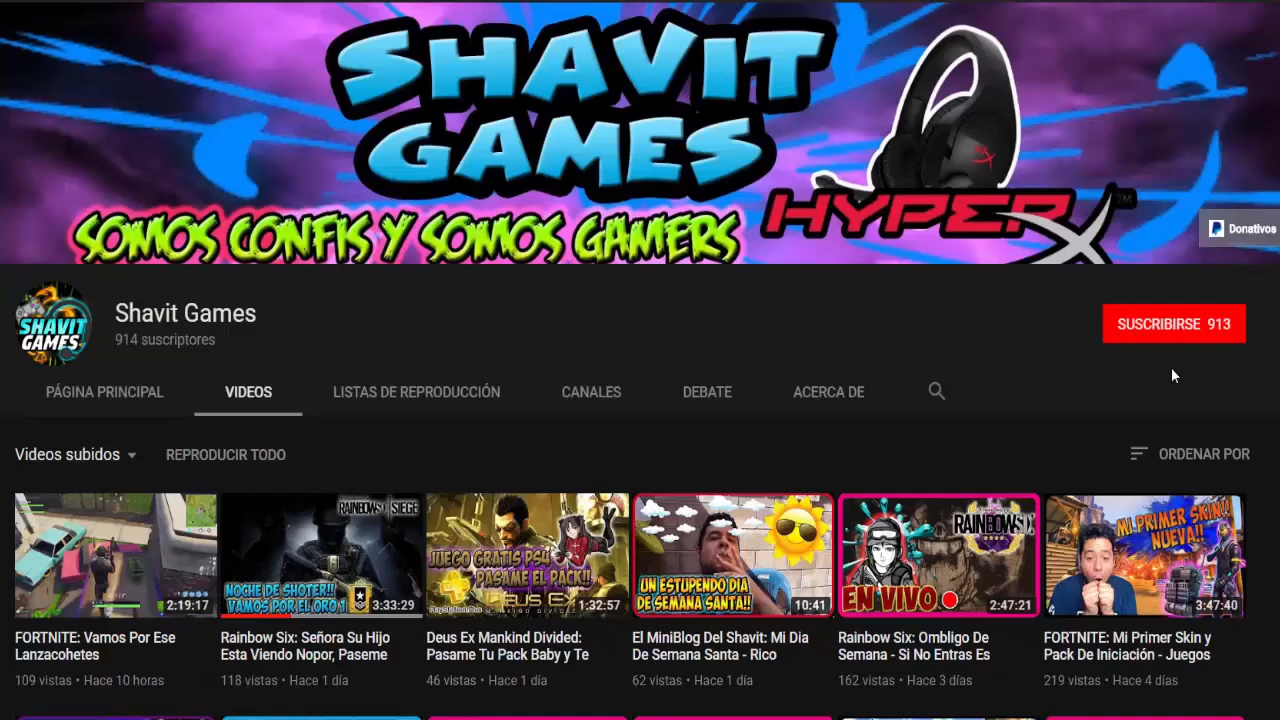 SHAVIT
GAMES
SOMOS CONFIS Y SOMOS GAMERS
HYPERX™
Donativos
SHAVIT
GAMES
Shavit Games
914 suscriptores
SUSCRIBIRSE 913
PÁGINA PRINCIPAL VIDEOS LISTAS DE REPRODUCCIÓN CANALES DEBATE ACERCA DE
Videos subidos REPRODUCIR TODO ORDENAR POR
2:19:17
RAINBOW SIX SIEGE
NOCHE DE SHOTER!!
VAMOS POR EL ORO 1
3:33:29
JUEGO GRATIS PS4
PASAME EL PACK!!
DEUS EX
1:32:57
UN ESTUPENDO DIA
DE SEMANA SANTA!!
10:41
RAINBOW SIX
EN VIVO
2:47:21
MI PRIMER SKIN!!
NUEVA!!
3:47:40
FORTNITE: Vamos Por Ese
Lanzacohetes
109 vistas • Hace 10 horas
Rainbow Six: Señora Su Hijo
Esta Viendo Nopor, Paseme
118 vistas • Hace 1 día
Deus Ex Mankind Divided:
Pasame Tu Pack Baby y Te
46 vistas • Hace 1 día
El MiniBlog Del Shavit: Mi Dia
De Semana Santa - Rico
62 vistas • Hace 1 día
Rainbow Six: Ombligo De
Semana - Si No Entras Es
162 vistas • Hace 3 días
FORTNITE: Mi Primer Skin y
Pack De Iniciación - Juegos
219 vistas • Hace 4 días